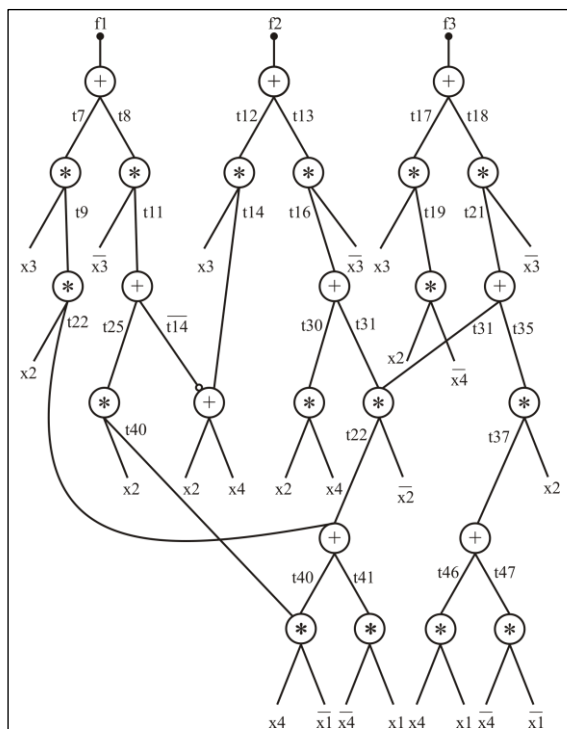 f1 f2 f3
+ + +
t7 t8 t12 t13 t17 t18
* * * * * *
t9 t11 t14 t16 t19 t21
x3 x̅3̅ x3 x̅3̅ x3 x̅3̅
* + + * +
t22 t25 t̅1̅4̅ t30 t31 t31 t35
x2 x2 x̅4̅
* + * * *
t40 t22 t37
x2 x2 x4 x2 x4 x̅2̅ x2
+ +
t40 t41 t46 t47
* * * *
x4 x̅1̅ x̅4̅ x1 x4 x1 x̅4̅ x̅1̅